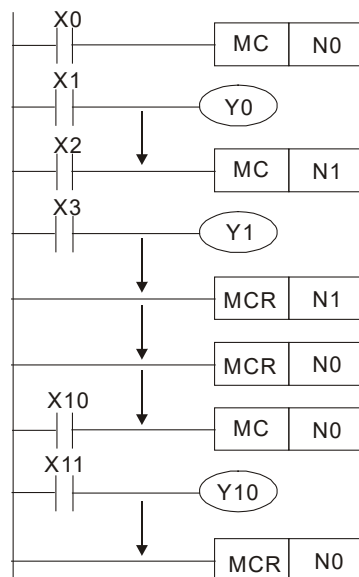 X0
MC N0
X1
Y0
X2
MC N1
X3
Y1
MCR N1
MCR N0
X10
MC N0
X11
Y10
MCR N0